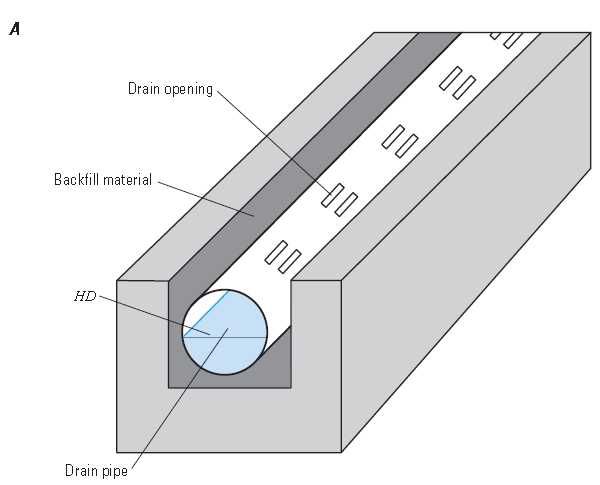 A
Drain opening
Backfill material
HD
Drain pipe